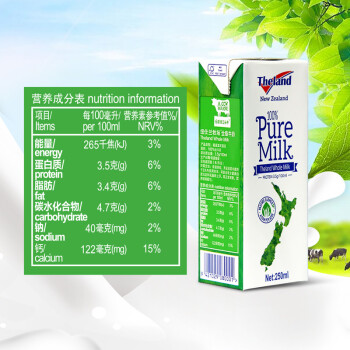 营养成分表 nutrition information
项目/ 每100毫升/ 营养素参考值%/
Items per 100ml NRV%
能量/
energy 265千焦(kJ) 3%
蛋白质/
protein 3.5克(g) 6%
脂肪/
fat 3.4克(g) 6%
碳水化合物/
carbohydrate 4.7克(g) 2%
钠/
sodium 40毫克(mg) 2%
钙/
calcium 122毫克(mg) 15%
Theland
New Zealand
100%
Pure
Milk
Theland Whole Milk
Net.250ml